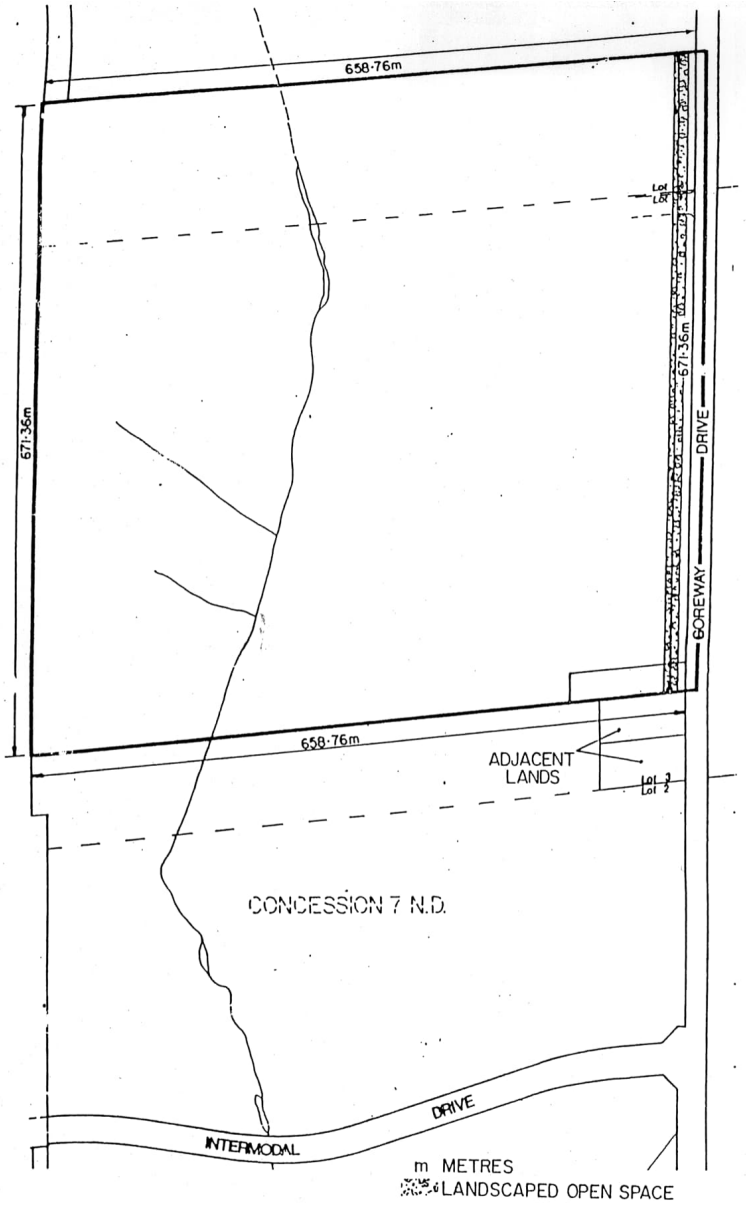 658·76m
Lot
Lot
671·36m
671·36m
GOREWAY DRIVE
658·76m
ADJACENT
LANDS
Lot 3
Lot 2
CONCESSION 7 N.D.
INTERMODAL DRIVE
m METRES
LANDSCAPED OPEN SPACE